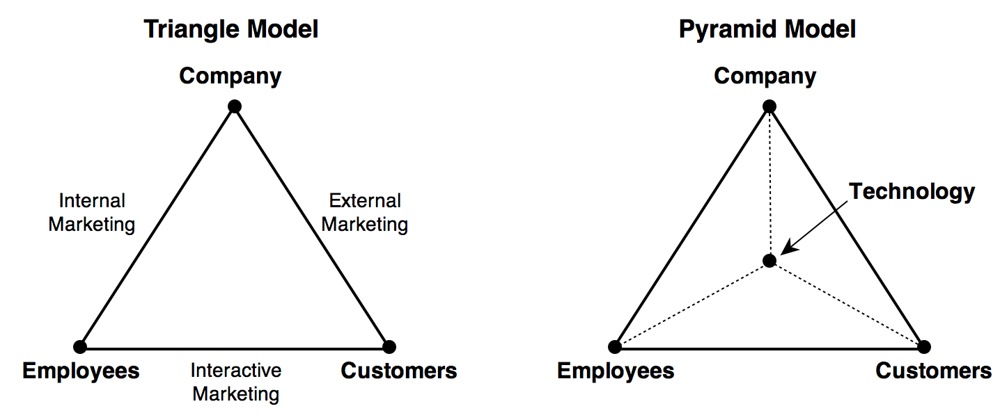 Triangle Model
Company
Internal
Marketing
External
Marketing
Employees
Interactive
Marketing
Customers
Pyramid Model
Company
Technology
Employees
Customers